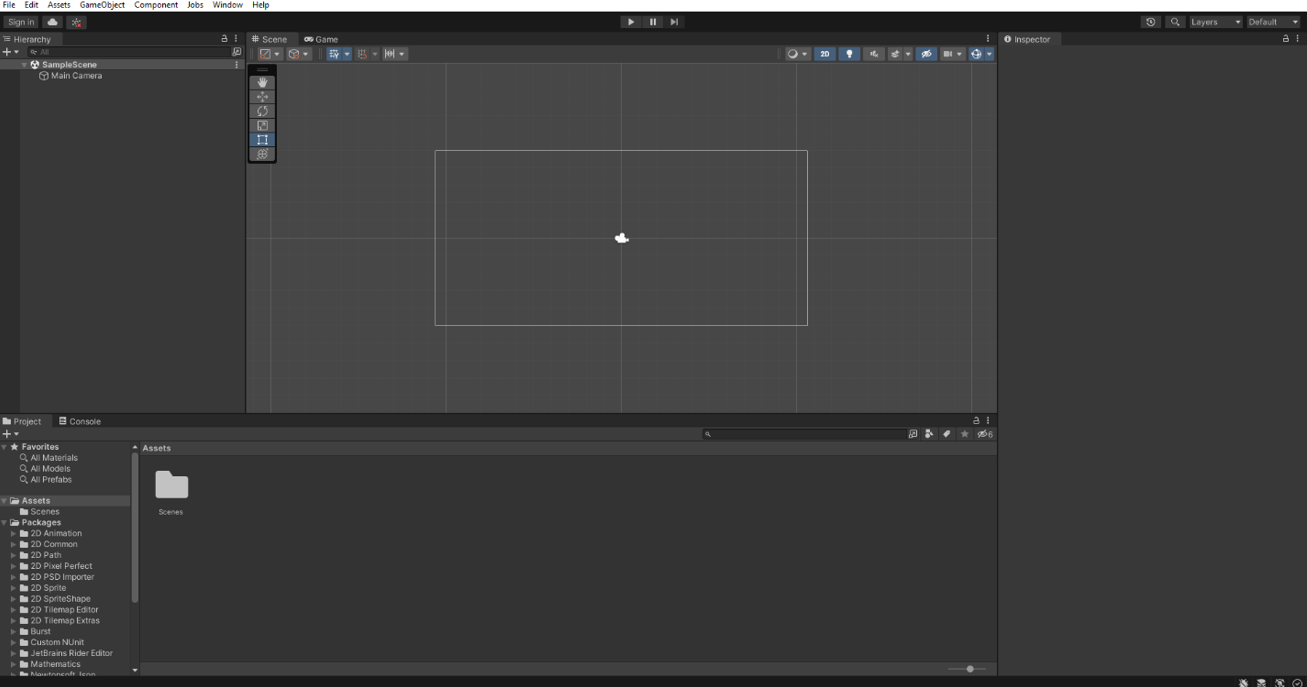 File Edit Assets GameObject Component Jobs Window Help
Sign in
Layers Default
Hierarchy
All
SampleScene
Main Camera
Scene Game
2D
Inspector
Project Console
6
Favorites
All Materials
All Models
All Prefabs
Assets
Scenes
Packages
2D Animation
2D Common
2D Path
2D Pixel Perfect
2D PSD Importer
2D Sprite
2D SpriteShape
2D Tilemap Editor
2D Tilemap Extras
Burst
Custom NUnit
JetBrains Rider Editor
Mathematics
Newtonsoft Json
Assets
Scenes